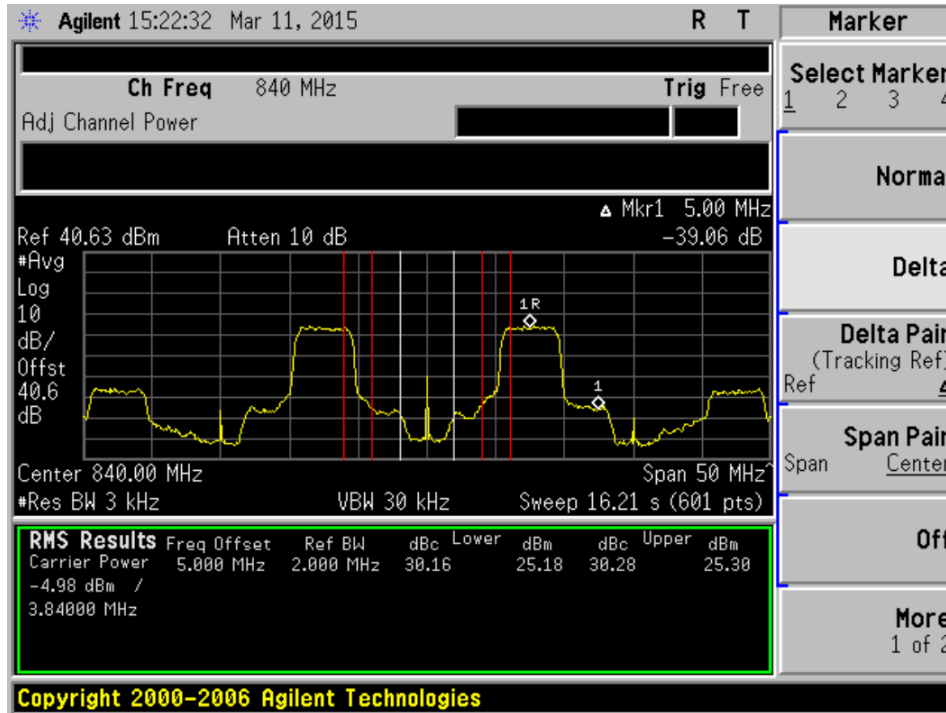 Agilent 15:22:32 Mar 11, 2015 R T
Marker
Ch Freq 840 MHz Trig Free
Adj Channel Power
Select Marker
1 2 3 4
Δ Mkr1 5.00 MHz
Ref 40.63 dBm Atten 10 dB -39.06 dB
#Avg
Log
10
dB/
Offst
40.6
dB
1R
1
Center 840.00 MHz Span 50 MHz^
#Res BW 3 kHz VBW 30 kHz Sweep 16.21 s (601 pts)
RMS Results Freq Offset Ref BW dBc Lower dBm dBc Upper dBm
Carrier Power 5.000 MHz 2.000 MHz 30.16 25.18 30.28 25.30
-4.98 dBm /
3.84000 MHz
Norma
Delta
Delta Pair
(Tracking Ref)
Ref Δ
Span Pair
Span Center
Off
More
1 of 2
Copyright 2000-2006 Agilent Technologies